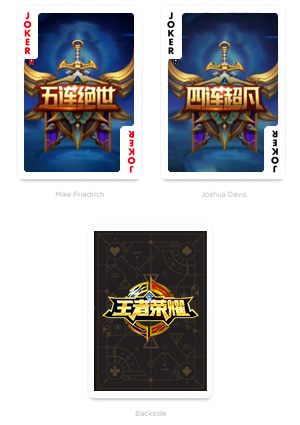 JOKER
五连绝世
JOKER
Mike Friedrich
JOKER
四连超凡
JOKER
Joshua Davis
王者荣耀
Backside